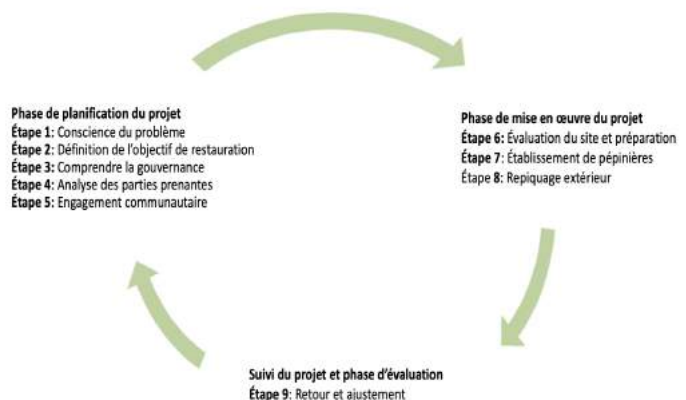 Phase de planification du projet
Étape 1: Conscience du problème
Étape 2: Définition de l'objectif de restauration
Étape 3: Comprendre la gouvernance
Étape 4: Analyse des parties prenantes
Étape 5: Engagement communautaire
Phase de mise en œuvre du projet
Étape 6: Évaluation du site et préparation
Étape 7: Établissement de pépinières
Étape 8: Repiquage extérieur
Suivi du projet et phase d'évaluation
Étape 9: Retour et ajustement